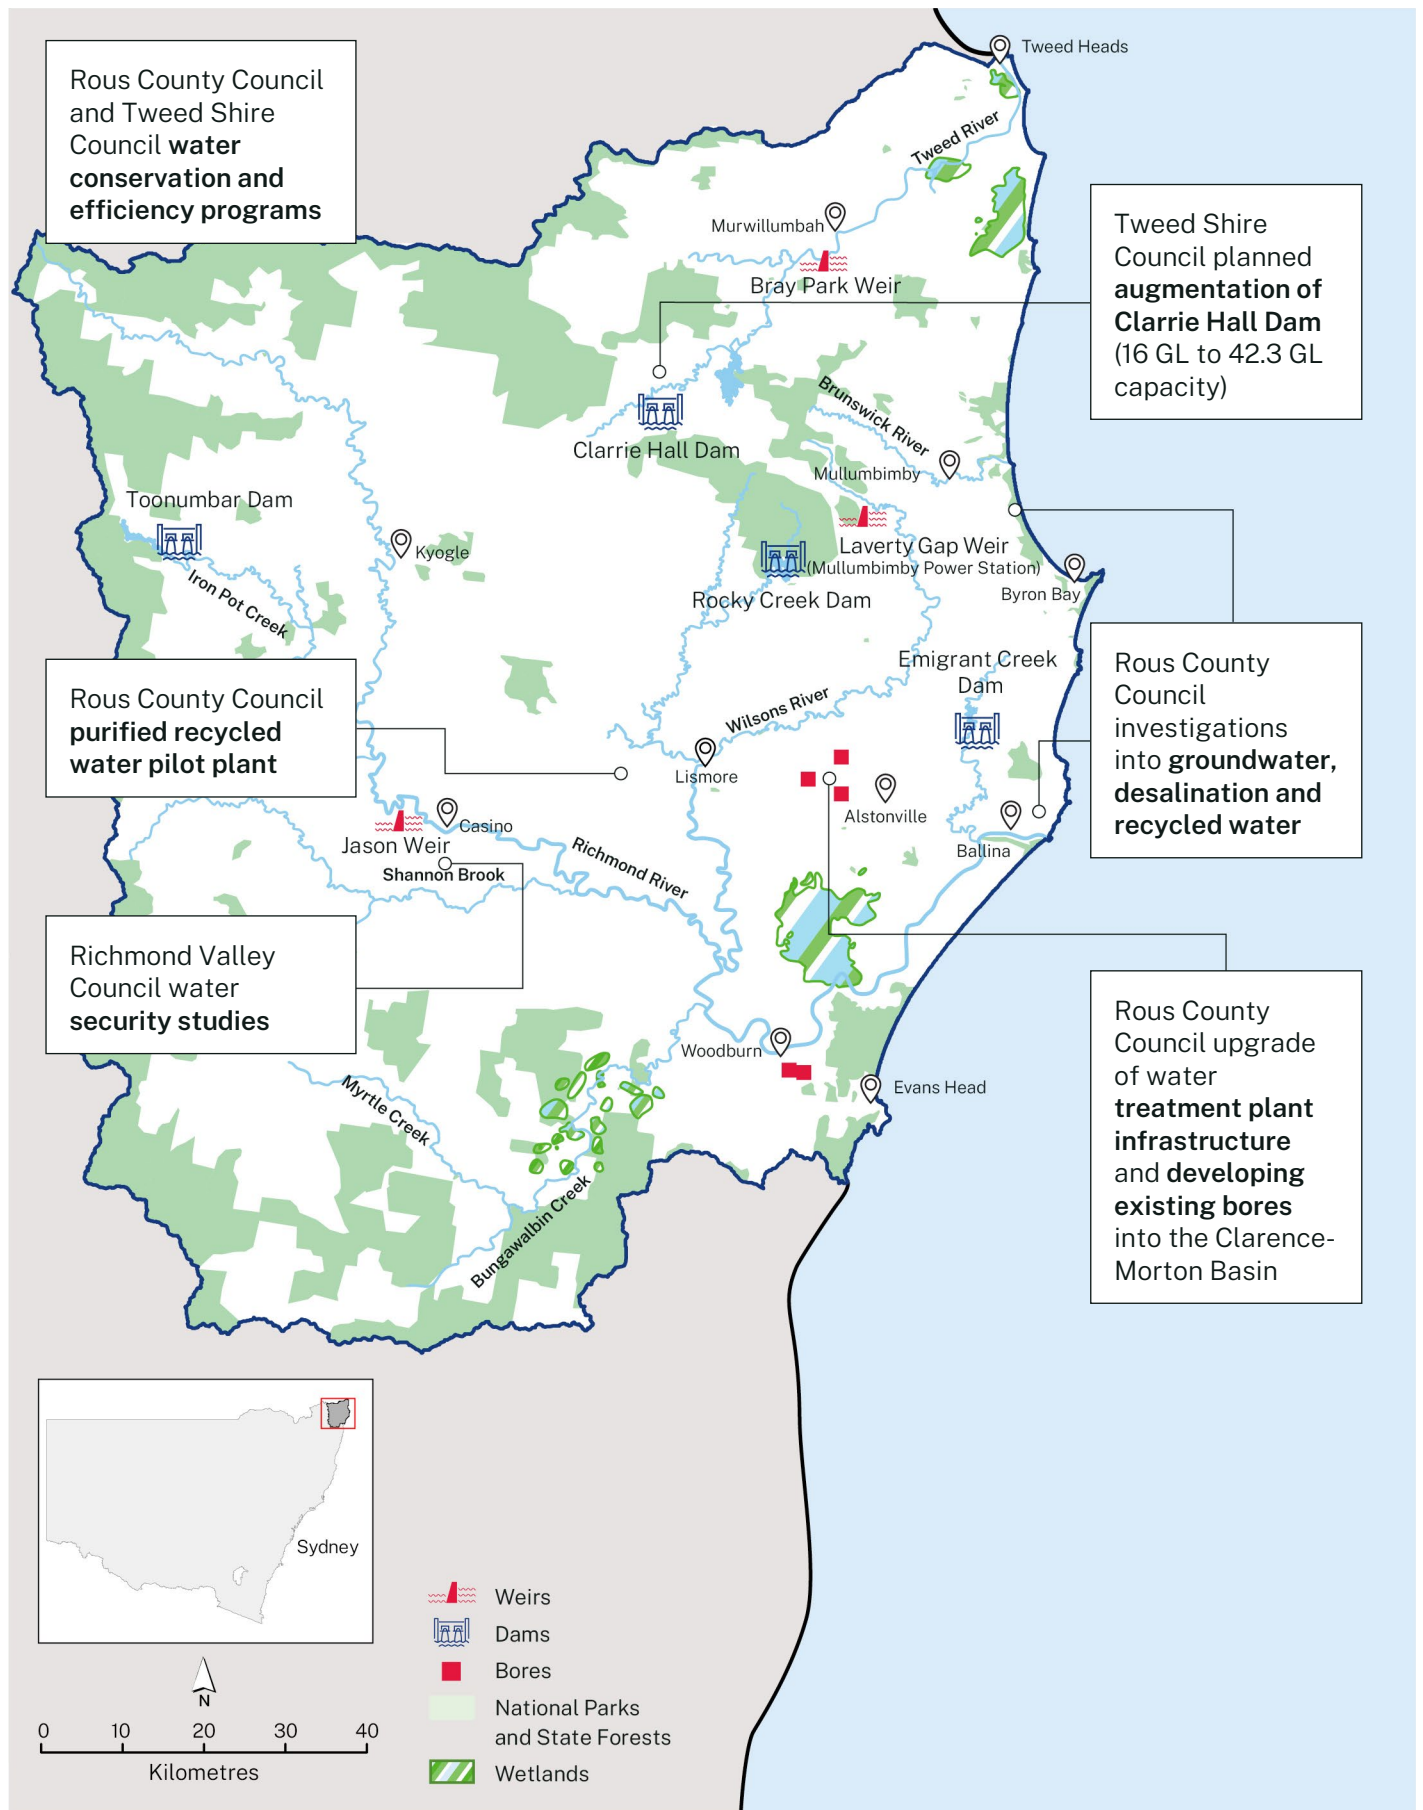 Rous County Council
and Tweed Shire
Council water
conservation and
efficiency programs
Tweed Heads
Tweed River
Murwillumbah
Bray Park Weir
Tweed Shire
Council planned
augmentation of
Clarrie Hall Dam
(16 GL to 42.3 GL
capacity)
Brunswick River
Clarrie Hall Dam
Mullumbimby
Toonumbar Dam
Kyogle
Laverty Gap Weir
(Mullumbimby Power Station)
Iron Pot Creek
Rocky Creek Dam
Byron Bay
Emigrant Creek
Dam
Rous County Council
purified recycled
water pilot plant
Wilsons River
Rous County
Council
investigations
into groundwater,
desalination and
recycled water
Lismore
Alstonville
Casino
Jason Weir
Ballina
Richmond River
Shannon Brook
Richmond Valley
Council water
security studies
Rous County
Council upgrade
of water
treatment plant
infrastructure
and developing
existing bores
into the Clarence-
Morton Basin
Woodburn
Evans Head
Myrtle Creek
Bungawalbin Creek
Sydney
N
0 10 20 30 40
Kilometres
Weirs
Dams
Bores
National Parks
and State Forests
Wetlands